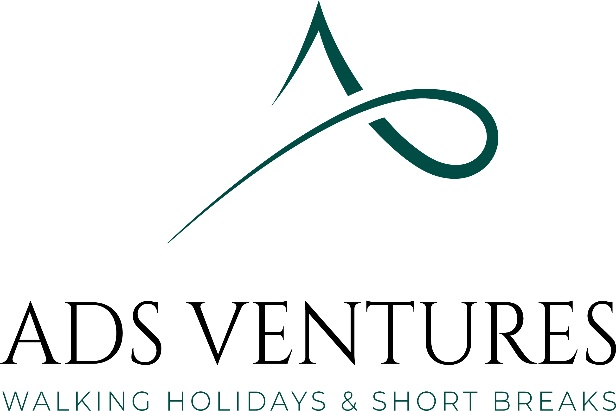 ADS VENTURES
WALKING HOLIDAYS & SHORT BREAKS